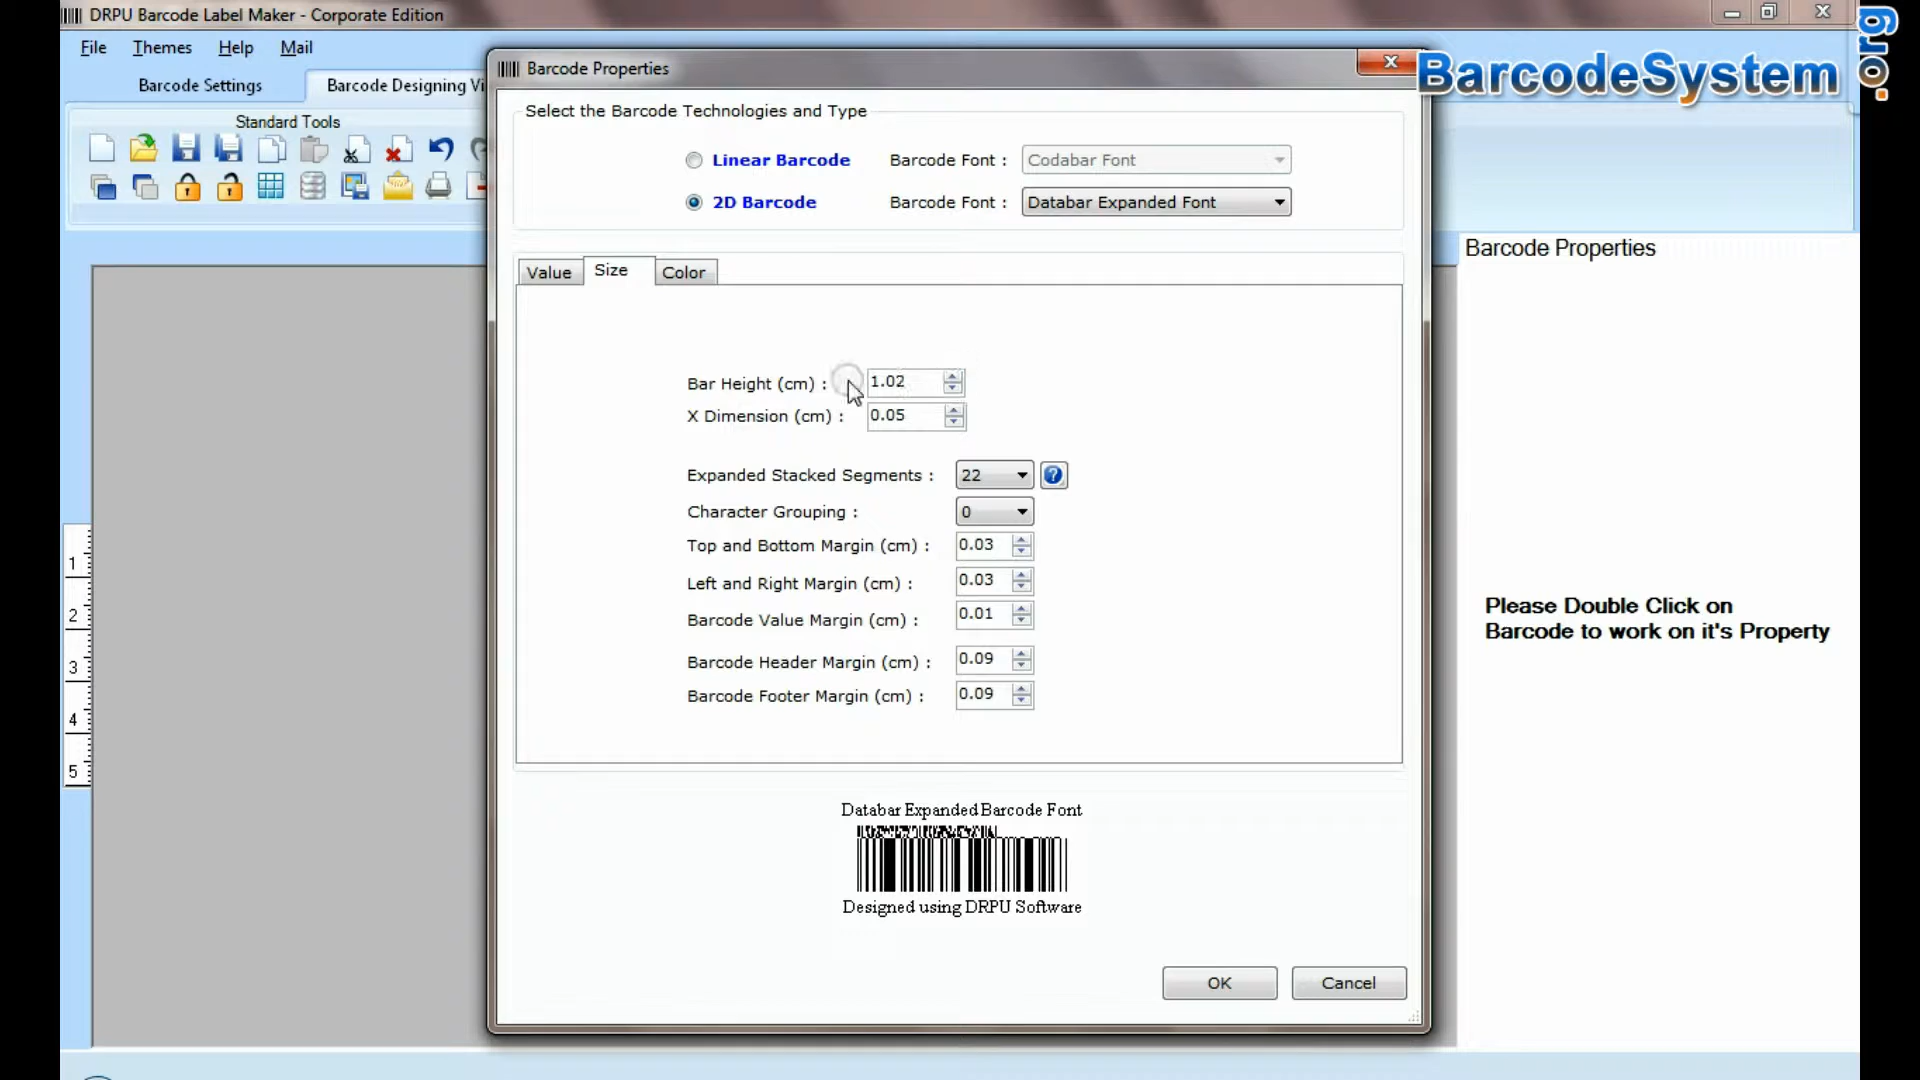 DRPU Barcode Label Maker - Corporate Edition
File Themes Help Mail
Barcode Settings
Barcode Designing Vi
Standard Tools
BarcodeSystem
.org
Barcode Properties
Select the Barcode Technologies and Type
Linear Barcode Barcode Font : Codabar Font
2D Barcode Barcode Font : Databar Expanded Font
Value Size Color
Bar Height (cm) : 1.02
X Dimension (cm) : 0.05
Expanded Stacked Segments : 22 ?
Character Grouping : 0
Top and Bottom Margin (cm) : 0.03
Left and Right Margin (cm) : 0.03
Barcode Value Margin (cm) : 0.01
Barcode Header Margin (cm) : 0.09
Barcode Footer Margin (cm) : 0.09
Databar Expanded Barcode Font
Designed using DRPU Software
OK Cancel
1
2
3
4
5
Barcode Properties
Please Double Click on
Barcode to work on it's Property